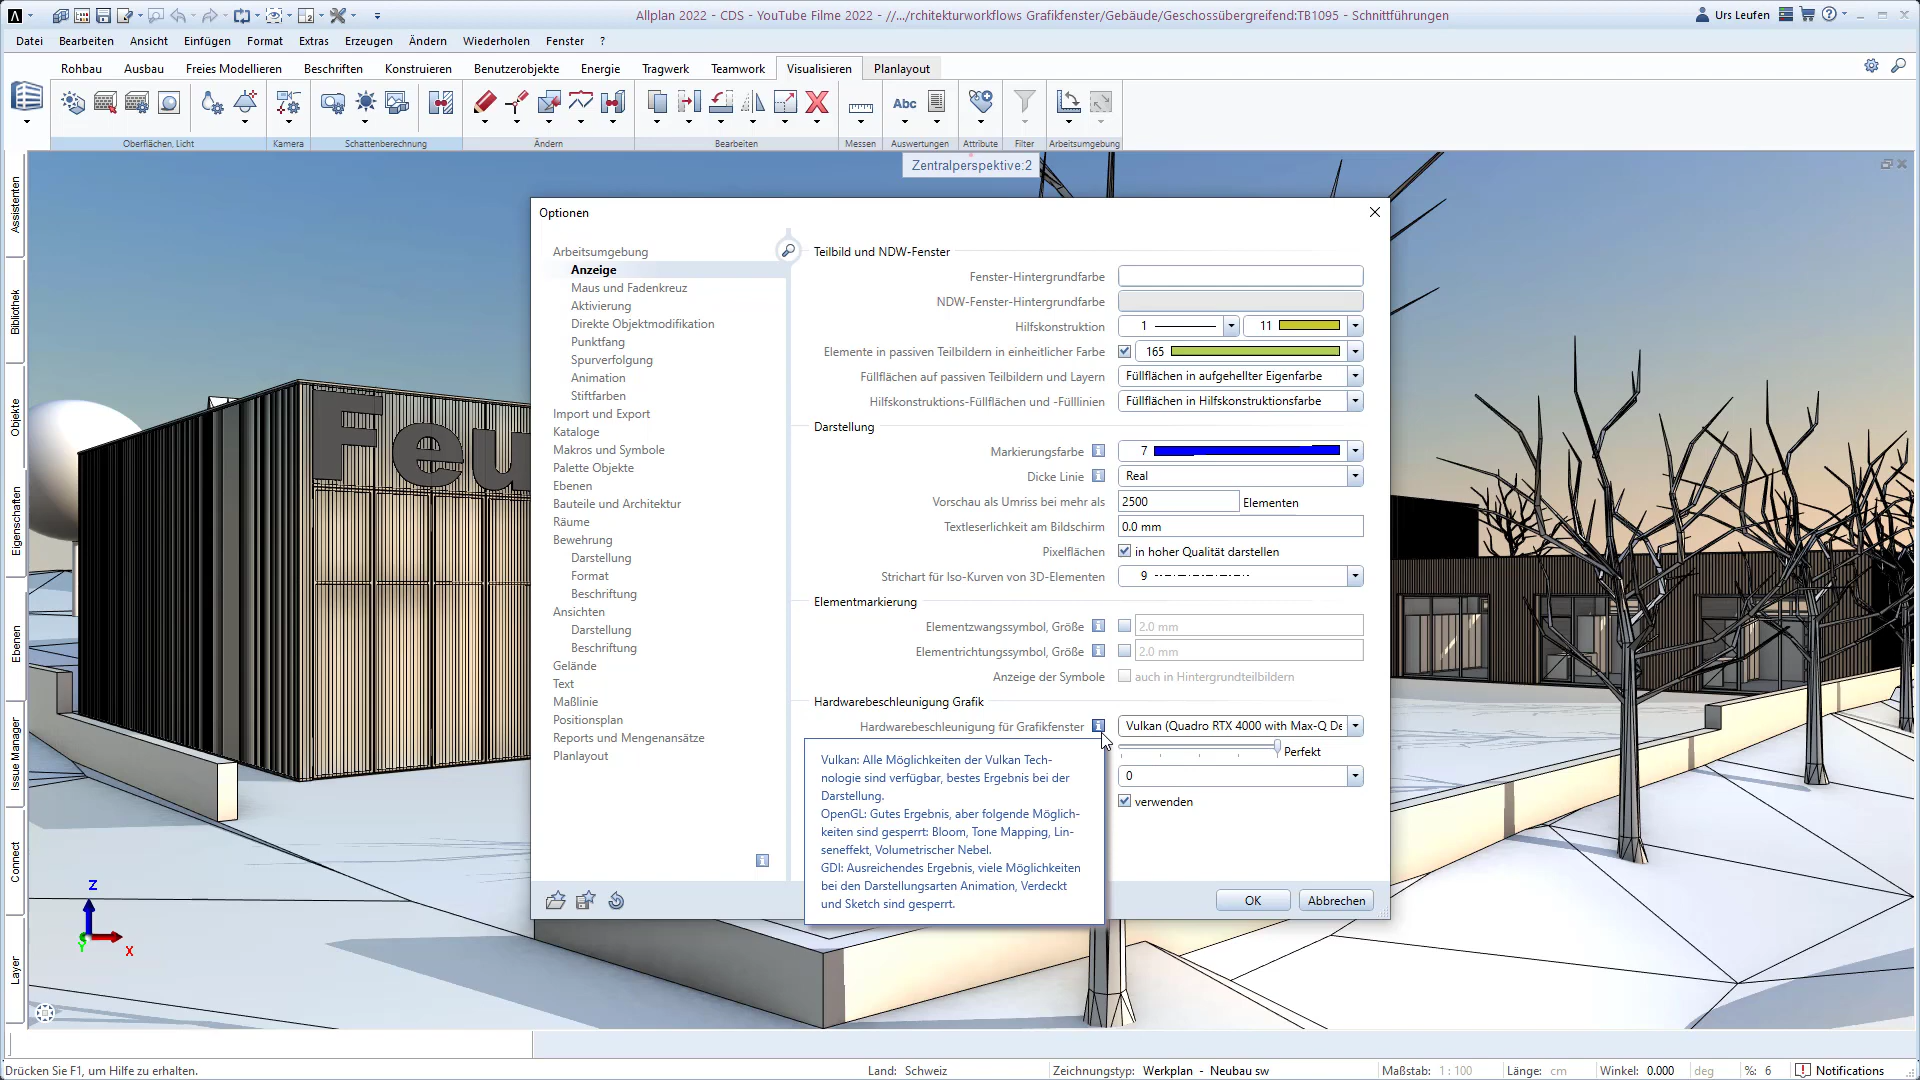 Allplan 2022 - CDS - YouTube Filme 2022 - //.../rchitekturworkflows Grafikfenster/Gebäude/Geschossübergreifend:TB1095 - Schnittführungen
Urs Leufen
Datei Bearbeiten Ansicht Einfügen Format Extras Erzeugen Ändern Wiederholen Fenster ?
Rohbau Ausbau Freies Modellieren Beschriften Konstruieren Benutzerobjekte Energie Tragwerk Teamwork Visualisieren Planlayout
Abc
Oberflächen, Licht Kamera Schattenberechnung Ändern Bearbeiten Messen Auswertungen Attribute Filter Arbeitsumgebung
Zentralperspektive:2
Assistenten
Bibliothek
Objekte
Eigenschaften
Ebenen
Issue Manager
Connect
Layer
Feu
Optionen
Arbeitsumgebung
Anzeige
Maus und Fadenkreuz
Aktivierung
Direkte Objektmodifikation
Punktfang
Spurverfolgung
Animation
Stiftfarben
Import und Export
Kataloge
Makros und Symbole
Palette Objekte
Ebenen
Bauteile und Architektur
Räume
Bewehrung
Darstellung
Format
Beschriftung
Ansichten
Darstellung
Beschriftung
Gelände
Text
Maßlinie
Positionsplan
Reports und Mengenansätze
Planlayout
Teilbild und NDW-Fenster
Fenster-Hintergrundfarbe
NDW-Fenster-Hintergrundfarbe
Hilfskonstruktion 1 11
Elemente in passiven Teilbildern in einheitlicher Farbe 165
Füllflächen auf passiven Teilbildern und Layern Füllflächen in aufgehellter Eigenfarbe
Hilfskonstruktions-Füllflächen und -Fülllinien Füllflächen in Hilfskonstruktionsfarbe
Darstellung
Markierungsfarbe 7
Dicke Linie Real
Vorschau als Umriss bei mehr als 2500 Elementen
Textleserlichkeit am Bildschirm 0.0 mm
Pixelflächen in hoher Qualität darstellen
Strichart für Iso-Kurven von 3D-Elementen 9
Elementmarkierung
Elementzwangssymbol, Größe 2.0 mm
Elementrichtungssymbol, Größe 2.0 mm
Anzeige der Symbole auch in Hintergrundteilbildern
Hardwarebeschleunigung Grafik
Hardwarebeschleunigung für Grafikfenster Vulkan (Quadro RTX 4000 with Max-Q De
Perfekt
0
verwenden
Vulkan: Alle Möglichkeiten der Vulkan Tech-
nologie sind verfügbar, bestes Ergebnis bei der
Darstellung.
OpenGL: Gutes Ergebnis, aber folgende Möglich-
keiten sind gesperrt: Bloom, Tone Mapping, Lin-
seneffekt, Volumetrischer Nebel.
GDI: Ausreichendes Ergebnis, viele Möglichkeiten
bei den Darstellungsarten Animation, Verdeckt
und Sketch sind gesperrt.
OK Abbrechen
Z
Y
X
Drücken Sie F1, um Hilfe zu erhalten. Land: Schweiz Zeichnungstyp: Werkplan - Neubau sw Maßstab: 1 : 100 Länge: cm Winkel: 0.000 deg %: 6 Notifications